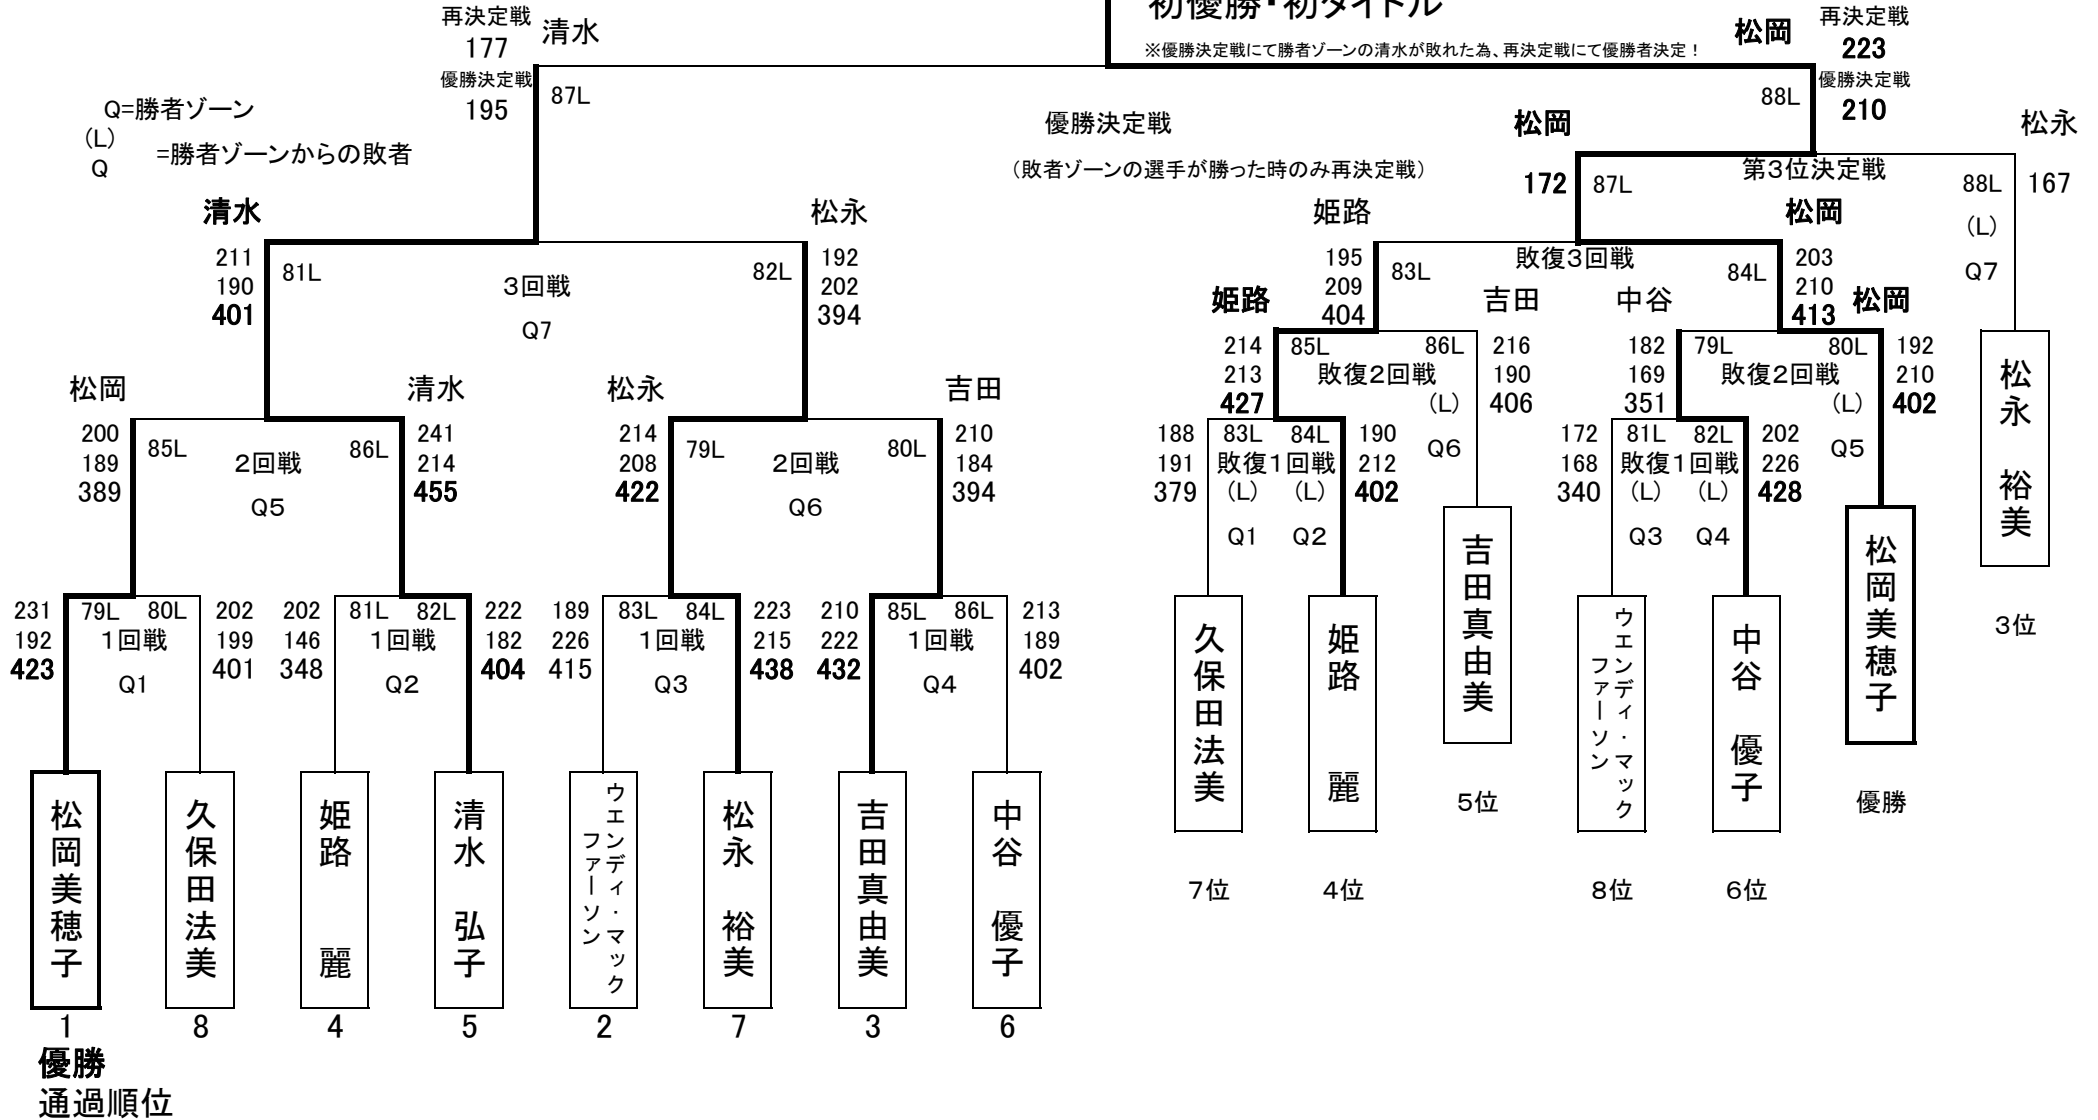 初優勝・初タイトル
※優勝決定戦にて勝者ゾーンの清水が敗れた為、再決定戦にて優勝者決定！
再決定戦
177
清水
優勝決定戦
195
87L
松岡
再決定戦
223
優勝決定戦
210
88L
Q=勝者ゾーン
(L)
Q
=勝者ゾーンからの敗者
優勝決定戦
（敗者ゾーンの選手が勝った時のみ再決定戦）
松岡
172
87L
第3位決定戦
松永
88L
167
(L)
Q7
清水
211
190
401
81L
3回戦
Q7
松永
82L
192
202
394
姫路
195
209
404
83L
敗復3回戦
84L
松岡
203
210
413
松岡
200
189
389
85L
2回戦
Q5
86L
清水
241
214
455
松永
214
208
422
79L
2回戦
Q6
80L
吉田
210
184
394
姫路
214
213
427
85L
86L
敗復2回戦
(L)
Q6
吉田
216
190
406
中谷
182
169
351
79L
80L
敗復2回戦
(L)
Q5
松岡
192
210
402
188
191
379
83L
84L
敗復1回戦
(L)
(L)
Q1
Q2
190
212
402
172
168
340
81L
82L
敗復1回戦
(L)
(L)
Q3
Q4
202
226
428
231
192
423
79L
80L
1回戦
Q1
202
199
401
202
146
348
81L
82L
1回戦
Q2
222
182
404
189
226
415
83L
84L
1回戦
Q3
223
215
438
210
222
432
85L
86L
1回戦
Q4
213
189
402
松岡美穂子
久保田法美
姫路 麗
清水 弘子
ウエンディ・マック
ファーソン
松永 裕美
吉田真由美
中谷 優子
1
8
4
5
2
7
3
6
優勝
通過順位
久保田法美
7位
姫路 麗
4位
吉田真由美
5位
ウエンディ・マック
ファーソン
8位
中谷 優子
6位
松岡美穂子
優勝
松永 裕美
3位